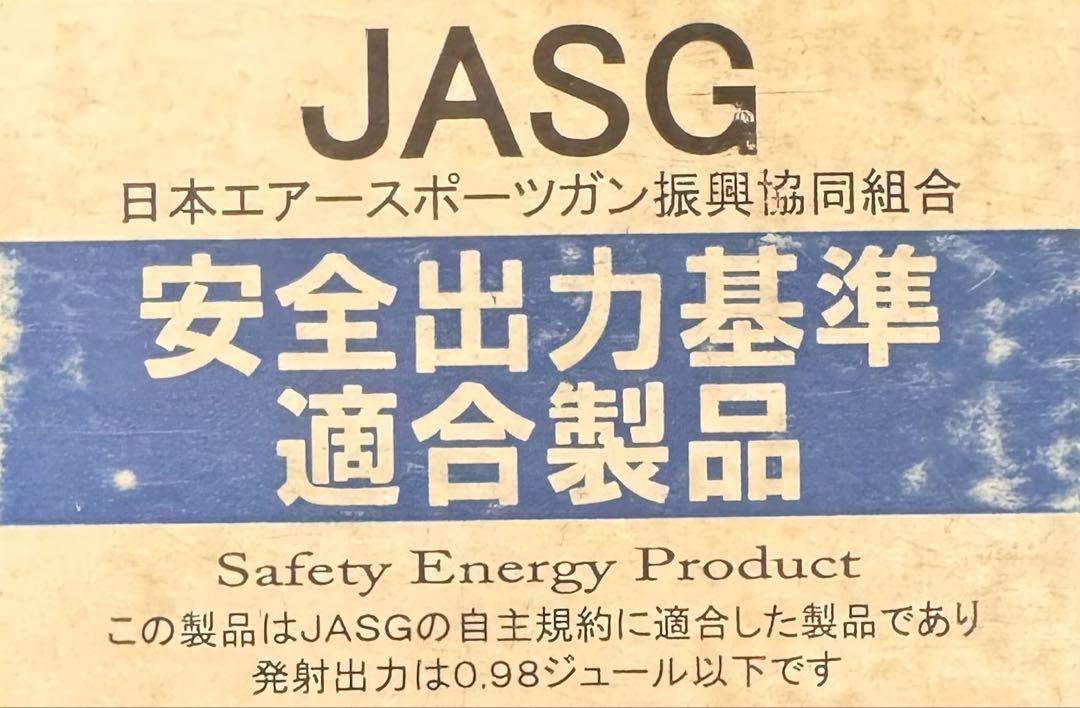 JASG
日本エアースポーツガン振興協同組合
安全出力基準
適合製品
Safety Energy Product
この製品はJASGの自主規約に適合した製品であり
発射出力は0.98ジュール以下です